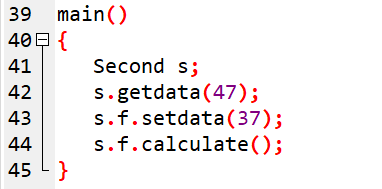 39 main()
40 {
41 Second s;
42 s.getdata(47);
43 s.f.setdata(37);
44 s.f.calculate();
45 }